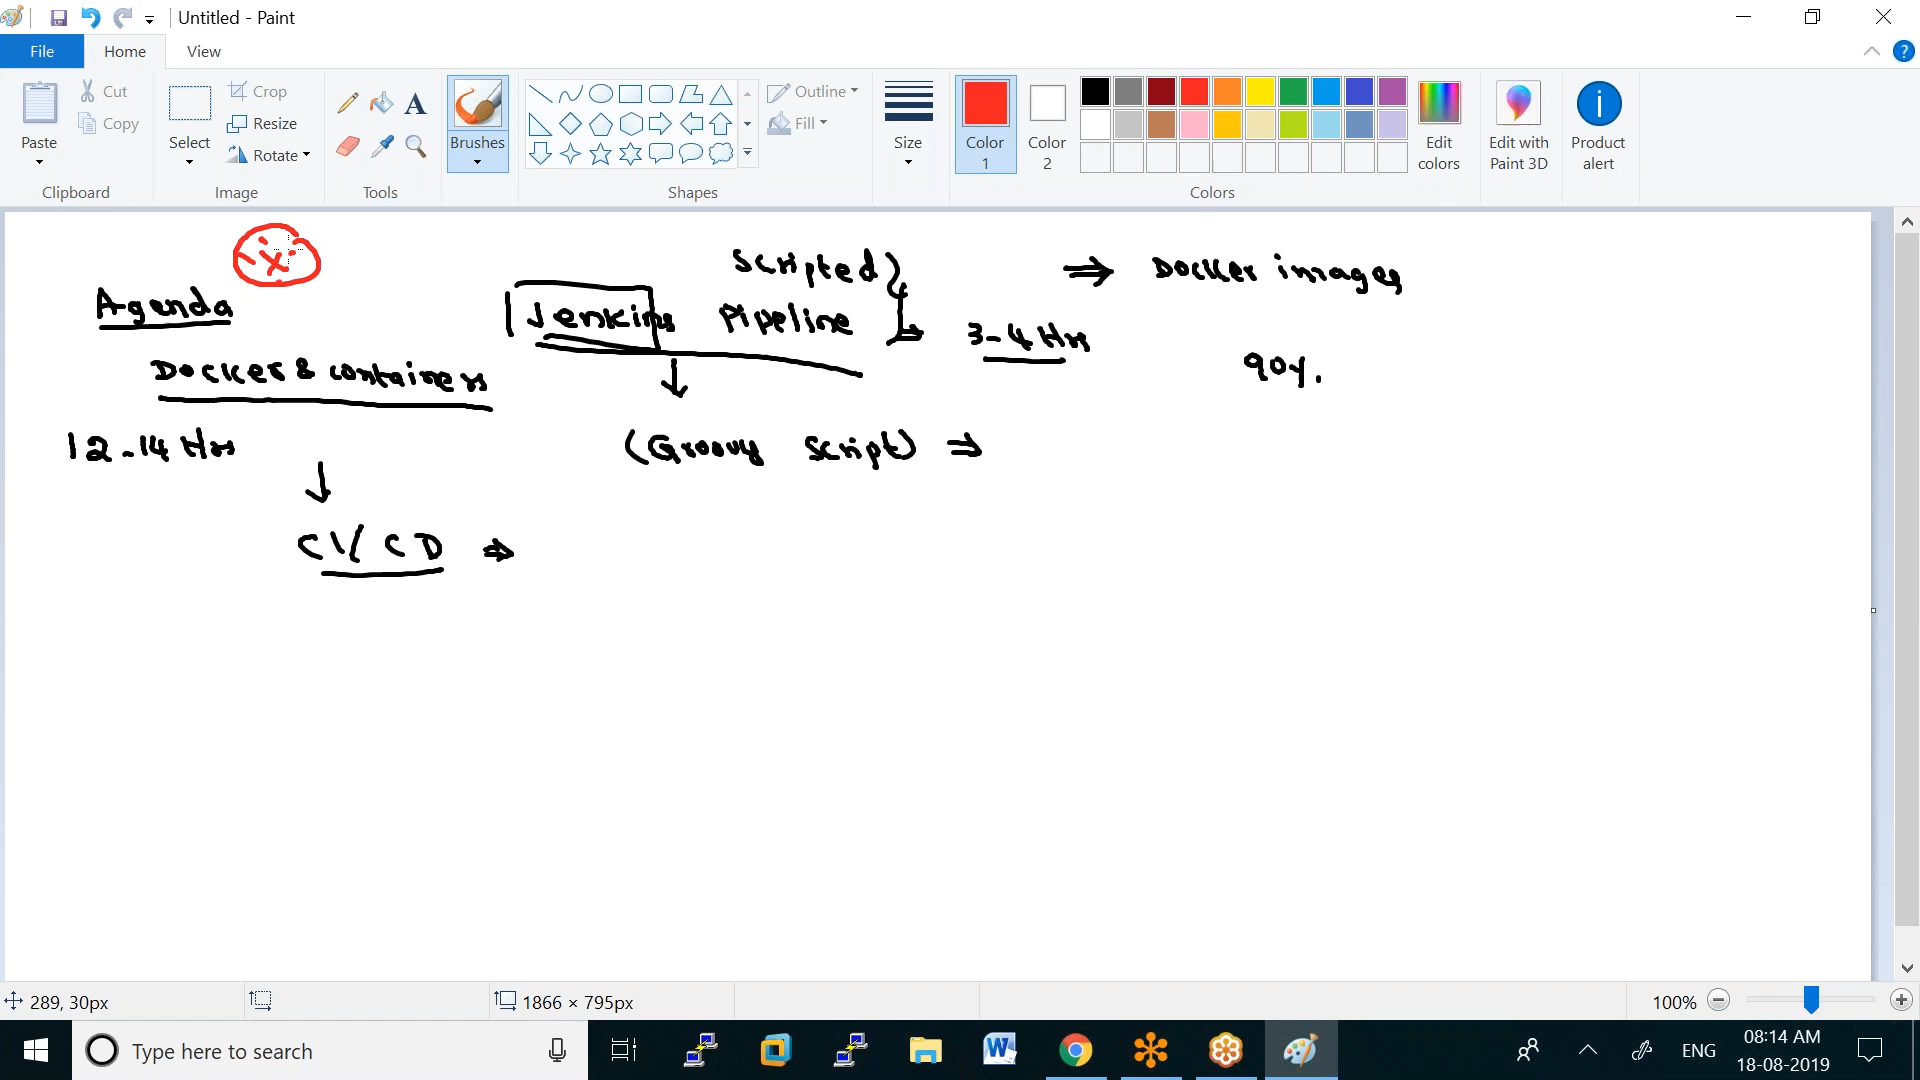 Untitled - Paint
File
Home
View
Paste
Cut
Copy
Clipboard
Select
Crop
Resize
Rotate
Image
Tools
Brushes
Shapes
Outline
Fill
Size
Color 1
Color 2
Edit colors
Colors
Edit with Paint 3D
Product alert
x
Agenda
Docker & containers
12-14 Hrs
CI/CD ⇒
Scripted
Jenkins Pipeline ⇒ 3-4 Hrs
(Groovy Script) ⇒
⇒ Docker images
90%.
289, 30px
1866 × 795px
100%
Type here to search
ENG
08:14 AM
18-08-2019